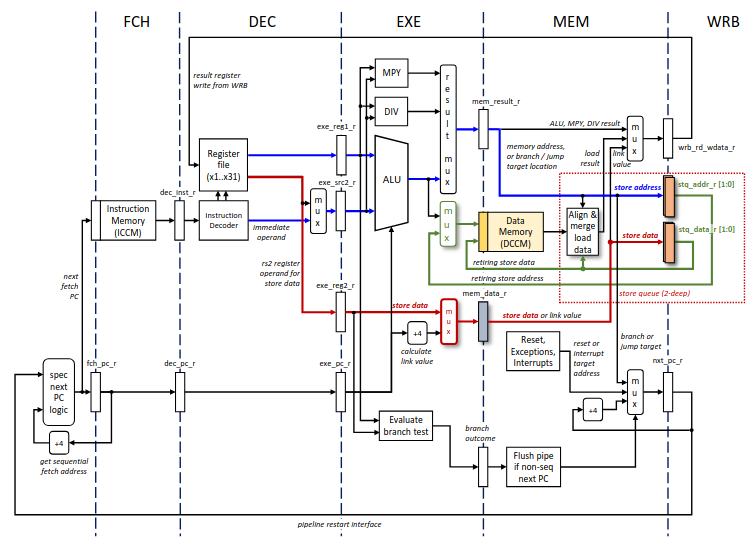 FCH
DEC
EXE
MEM
WRB
result register
write from WRB
MPY
DIV
r
e
s
u
l
t
m
u
x
mem_result_r
ALU, MPY, DIV result
memory address,
or branch / jump
target location
load
result
link
value
m
u
x
wrb_rd_wdata_r
exe_reg1_r
Register
file
(x1..x31)
ALU
exe_src2_r
dec_inst_r
store address
stq_addr_r [1:0]
Instruction
Memory
(ICCM)
Instruction
Decoder
m
u
x
immediate
operand
m
u
x
Data
Memory
(DCCM)
Align &
merge
load
data
store data
stq_data_r [1:0]
rs2 register
operand for
store data
next
fetch
PC
retiring store data
retiring store address
exe_reg2_r
mem_data_r
store queue (2-deep)
store data
m
u
x
store data or link value
+4
calculate
link value
Reset,
Exceptions,
Interrupts
reset or
interrupt
target
address
branch or
jump target
spec
next
PC
logic
fch_pc_r
dec_pc_r
exe_pc_r
nxt_pc_r
m
u
x
+4
+4
get sequential
fetch address
Evaluate
branch test
branch
outcome
Flush pipe
if non-seq
next PC
pipeline restart interface